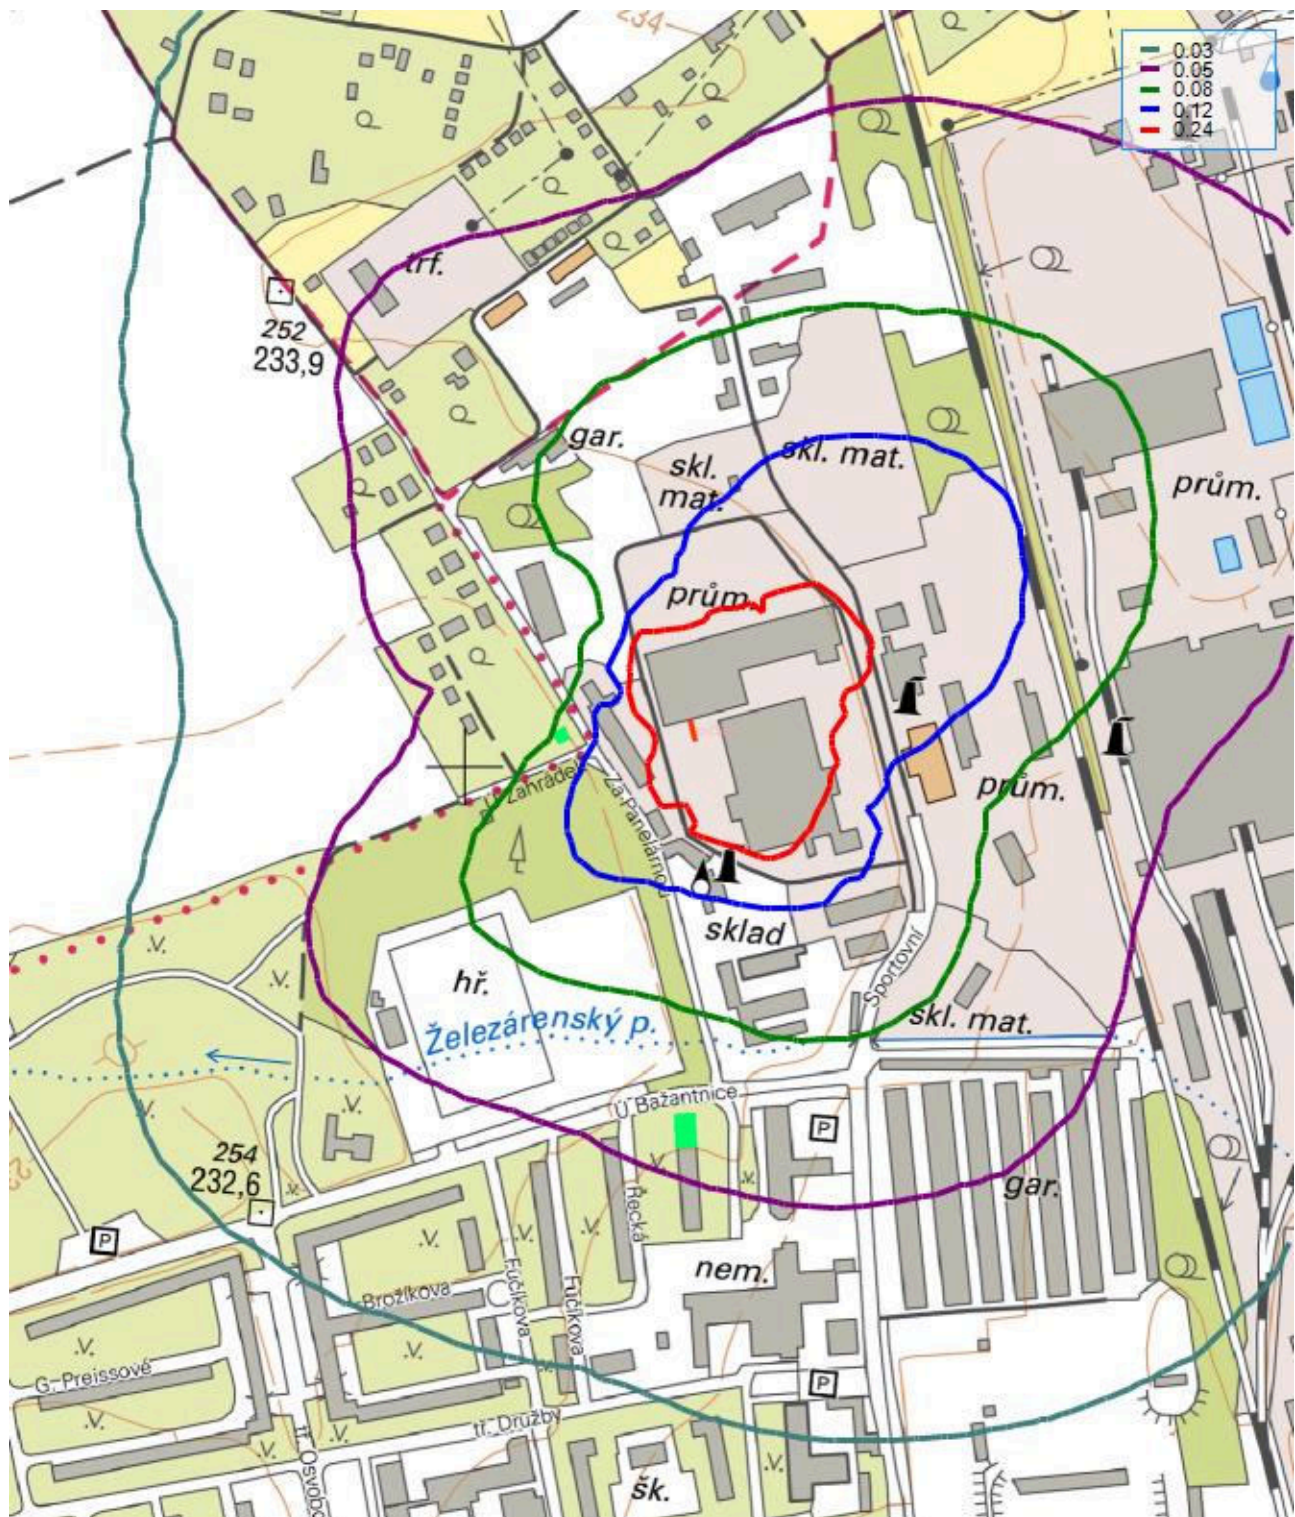 234
0.03
0.05
0.08
0.12
0.24
trf.
252
233,9
gar.
skl. mat.
skl.
mat.
prům.
prům.
prům.
U Zahrádek
Za Panelárnou
sklad
Sportovní
hř.
Železárenský p.
skl. mat.
U Bažantnice
P
254
232,6
gar.
Řecká
P
nem.
Brožíkova
Fučíkova
Fučíkova
G. Preissové
P
tř. Družby
tř. Osvobo
šk.